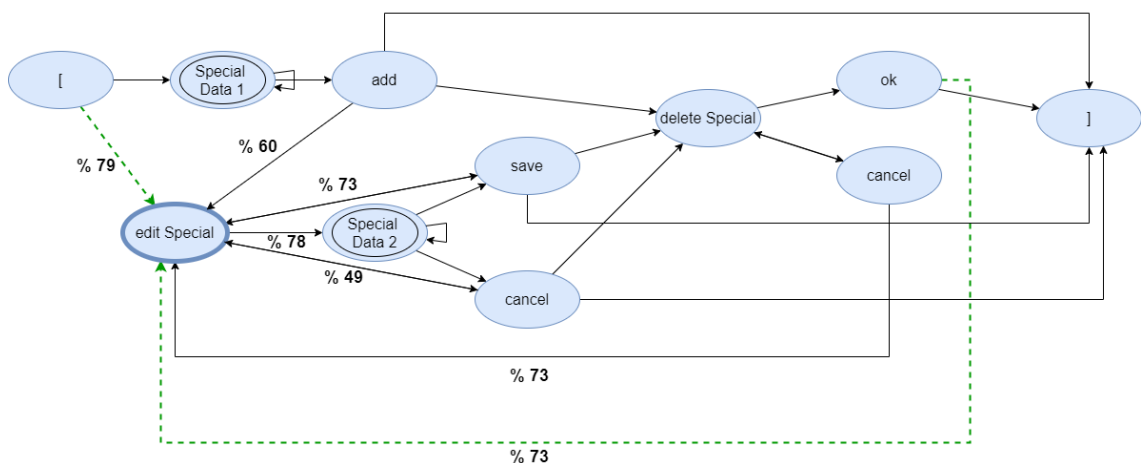 [
Special
Data 1
add
ok
delete Special
]
% 79
% 60
save
cancel
% 73
edit Special
% 78
Special
Data 2
% 49
cancel
% 73
% 73